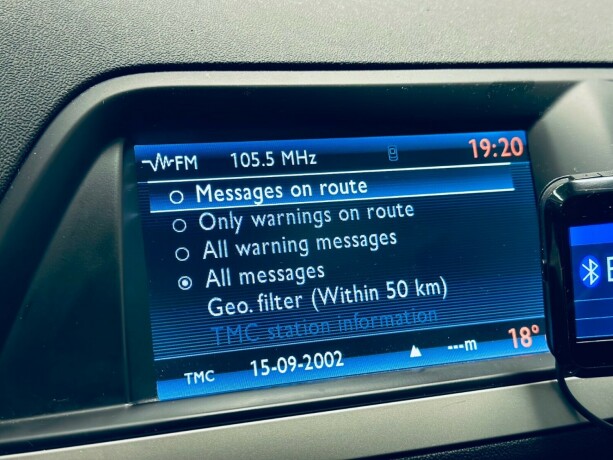 FM 105.5 MHz 19:20
Messages on route
Only warnings on route
All warning messages
All messages
Geo. filter (Within 50 km)
TMC station information
TMC 15-09-2002 ---m 18°